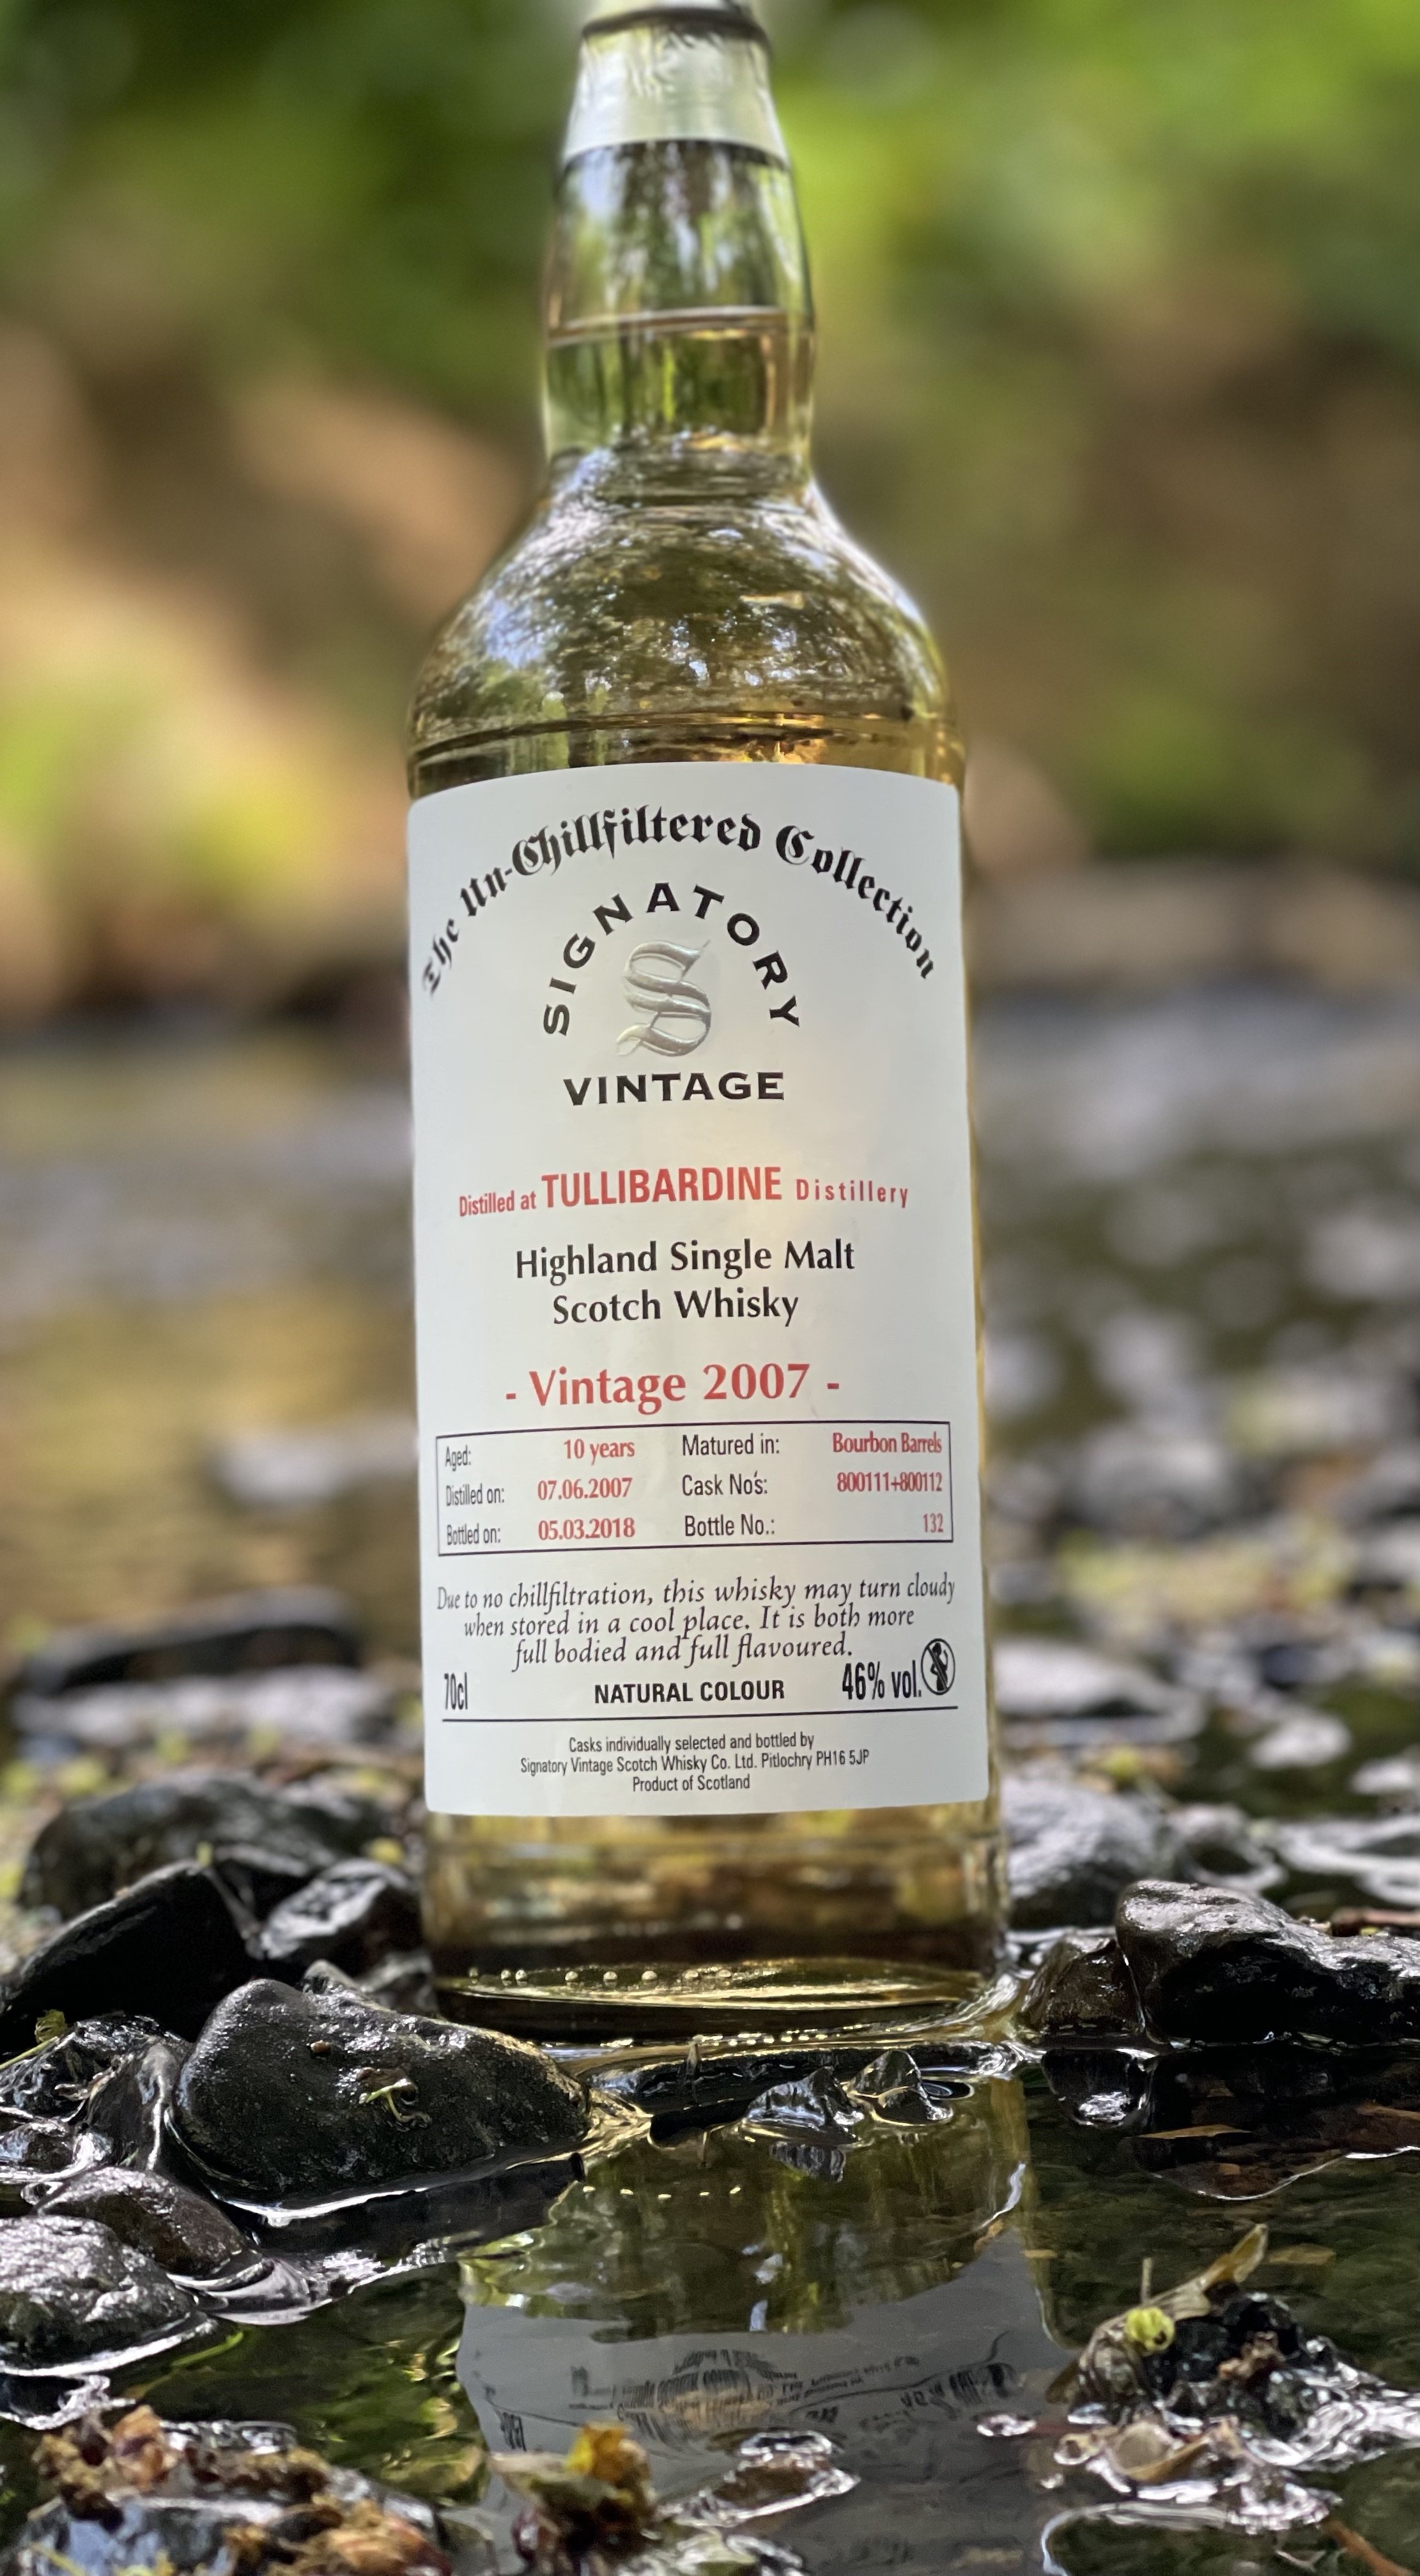 The Un-Chillfiltered Collection
SIGNATORY
S
VINTAGE
Distilled at TULLIBARDINE Distillery
Highland Single Malt
Scotch Whisky
- Vintage 2007 -
Aged: 10 years Matured in: Bourbon Barrels
Distilled on: 07.06.2007 Cask No's: 800111+800112
Bottled on: 05.03.2018 Bottle No.: 132
Due to no chillfiltration, this whisky may turn cloudy
when stored in a cool place. It is both more
full bodied and full flavoured.
70cl NATURAL COLOUR 46% vol.
Casks individually selected and bottled by
Signatory Vintage Scotch Whisky Co. Ltd. Pitlochry PH16 5JP
Product of Scotland